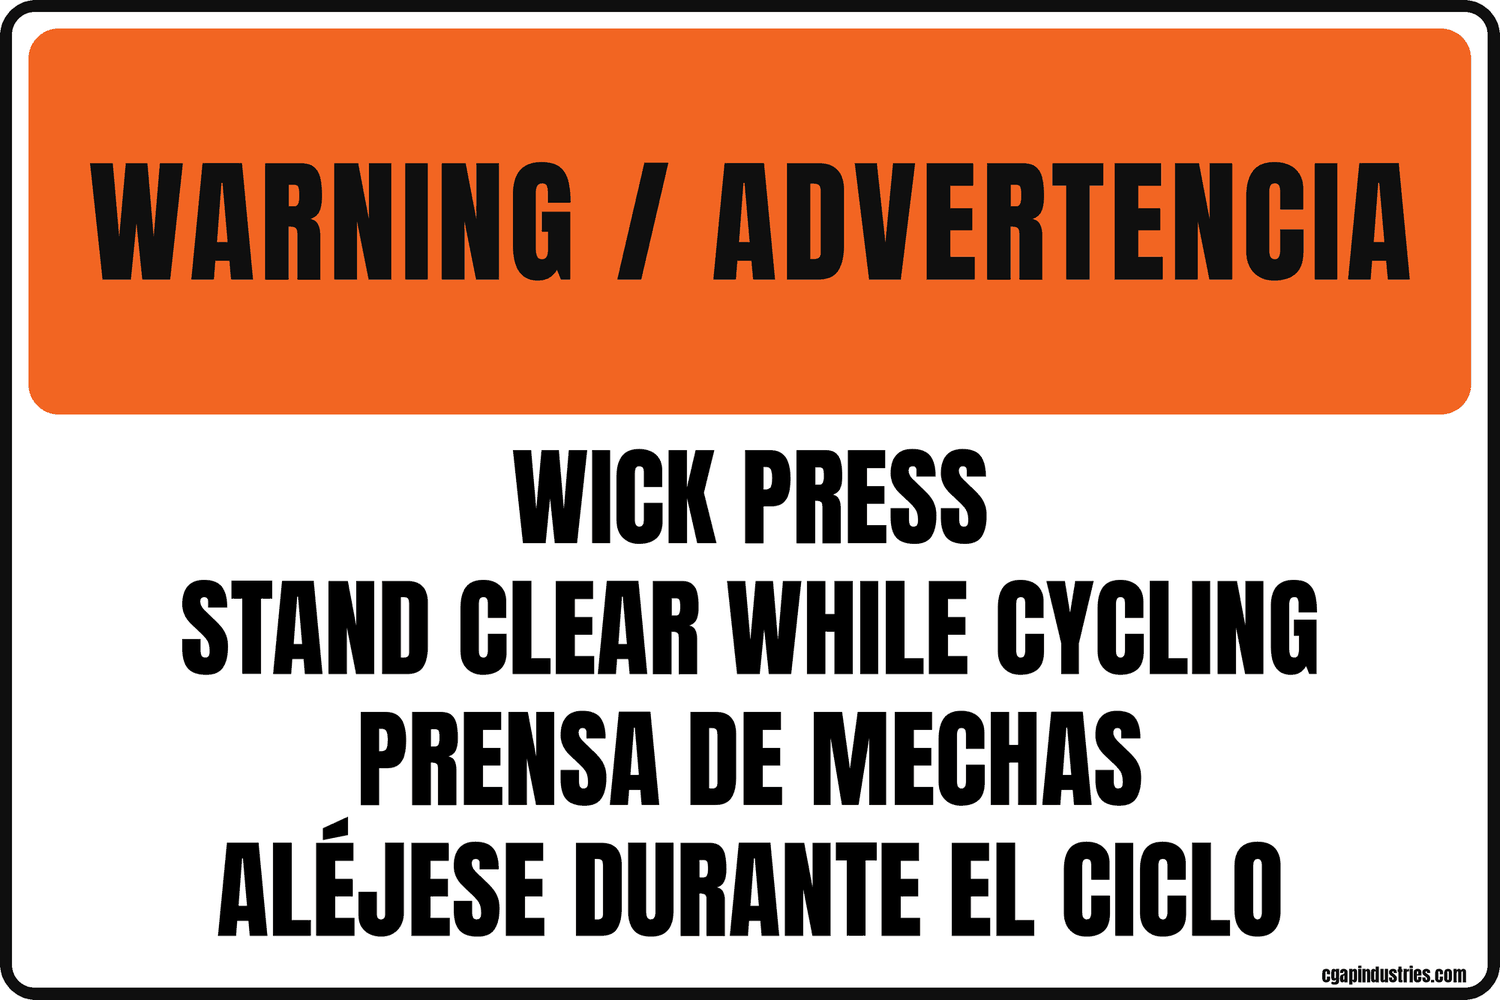 WARNING / ADVERTENCIA
WICK PRESS
STAND CLEAR WHILE CYCLING
PRENSA DE MECHAS
ALÉJESE DURANTE EL CICLO
cgapindustries.com